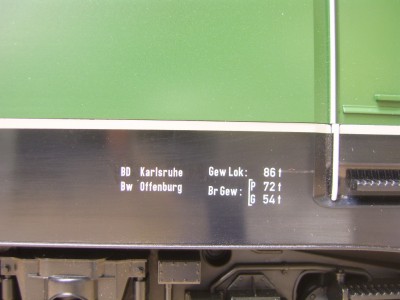 BD Karlsruhe
Bw Offenburg
Gew Lok: 86 t
Br Gew: P 72 t
G 54 t